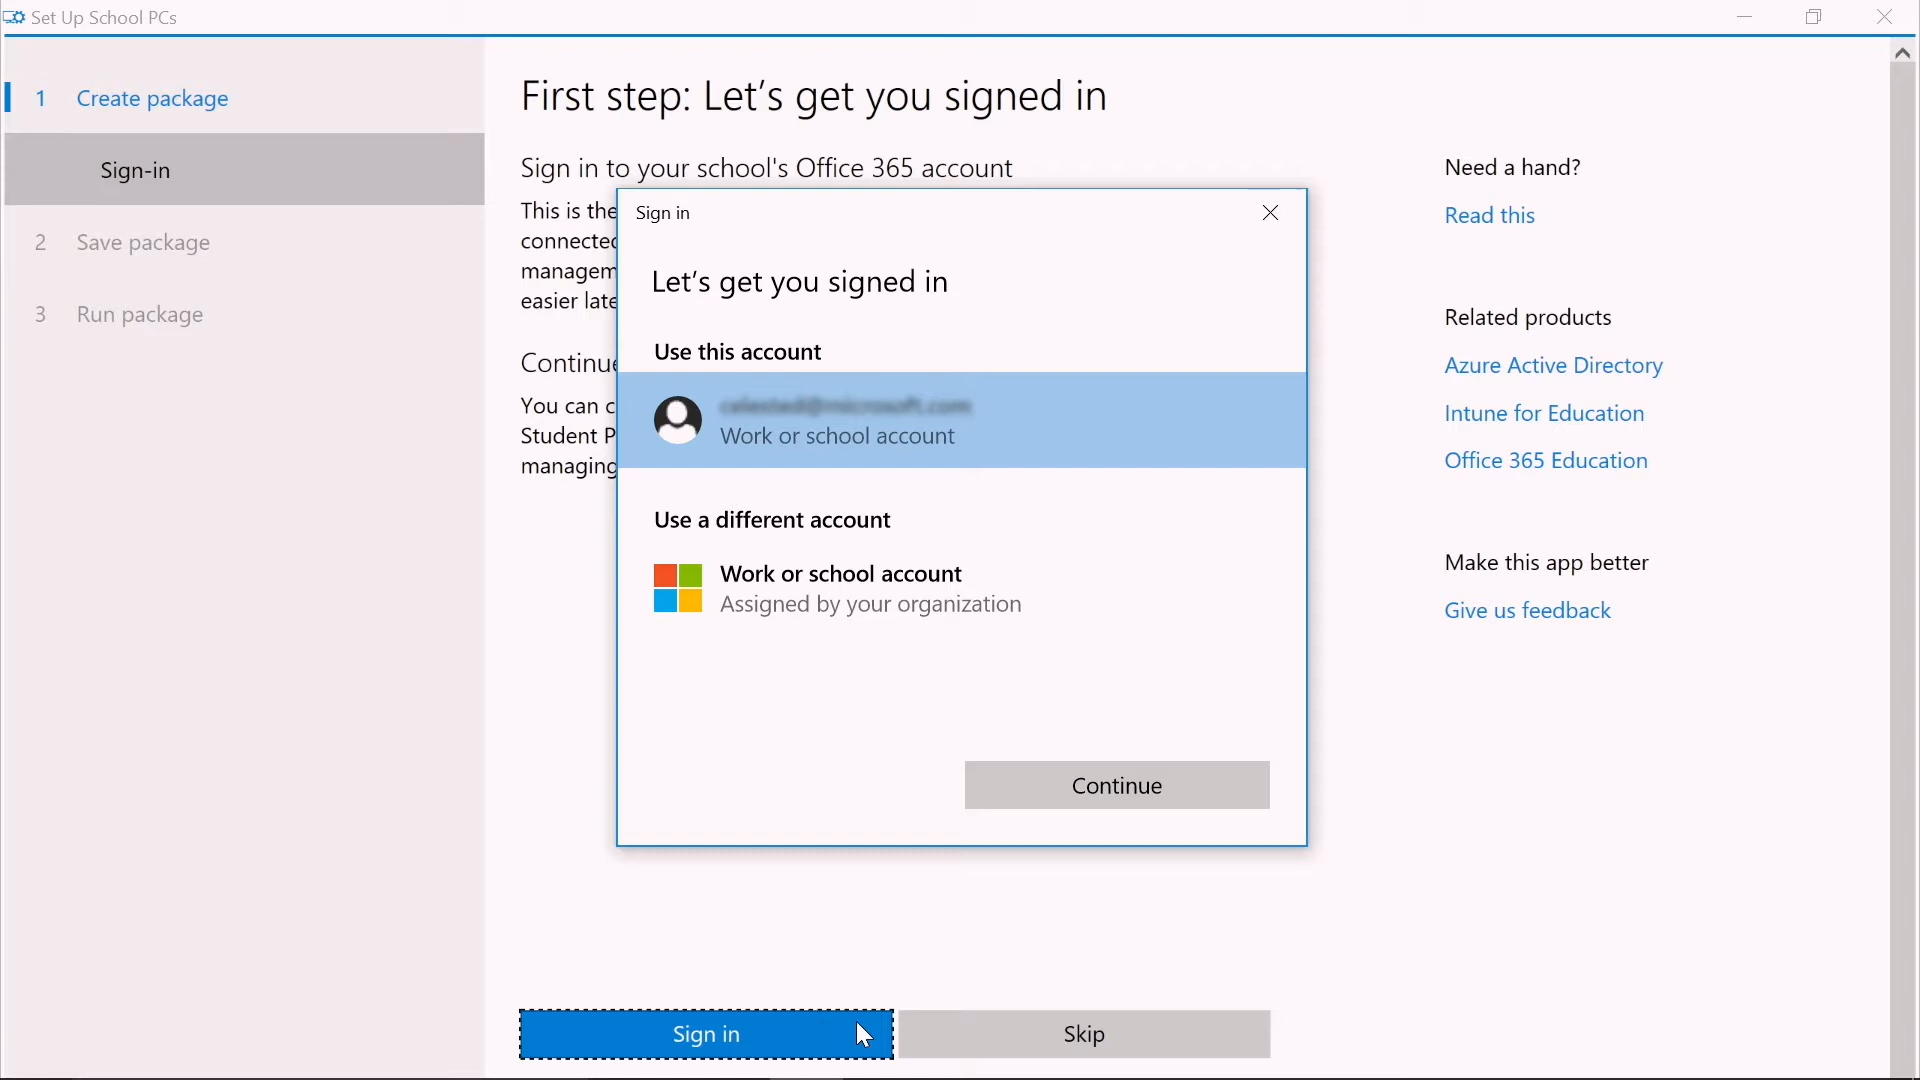 Set Up School PCs
1 Create package
Sign-in
2 Save package
3 Run package
First step: Let's get you signed in
Sign in to your school's Office 365 account
This is the
connected
managem
easier late
Continue
You can c
Student P
managing
Sign in
Let's get you signed in
Use this account
Work or school account
Use a different account
Work or school account
Assigned by your organization
Continue
Sign in
Skip
Need a hand?
Read this
Related products
Azure Active Directory
Intune for Education
Office 365 Education
Make this app better
Give us feedback